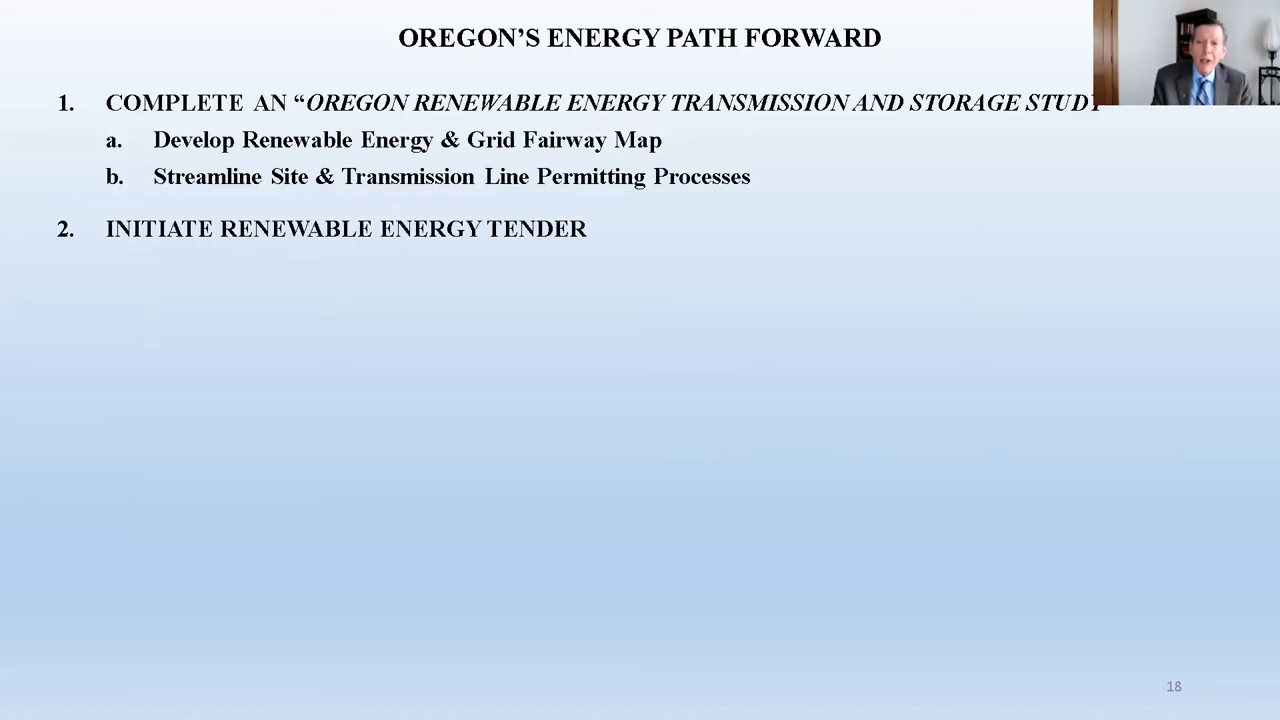 OREGON’S ENERGY PATH FORWARD
1. COMPLETE AN “OREGON RENEWABLE ENERGY TRANSMISSION AND STORAGE STUDY
a. Develop Renewable Energy & Grid Fairway Map
b. Streamline Site & Transmission Line Permitting Processes
2. INITIATE RENEWABLE ENERGY TENDER
18